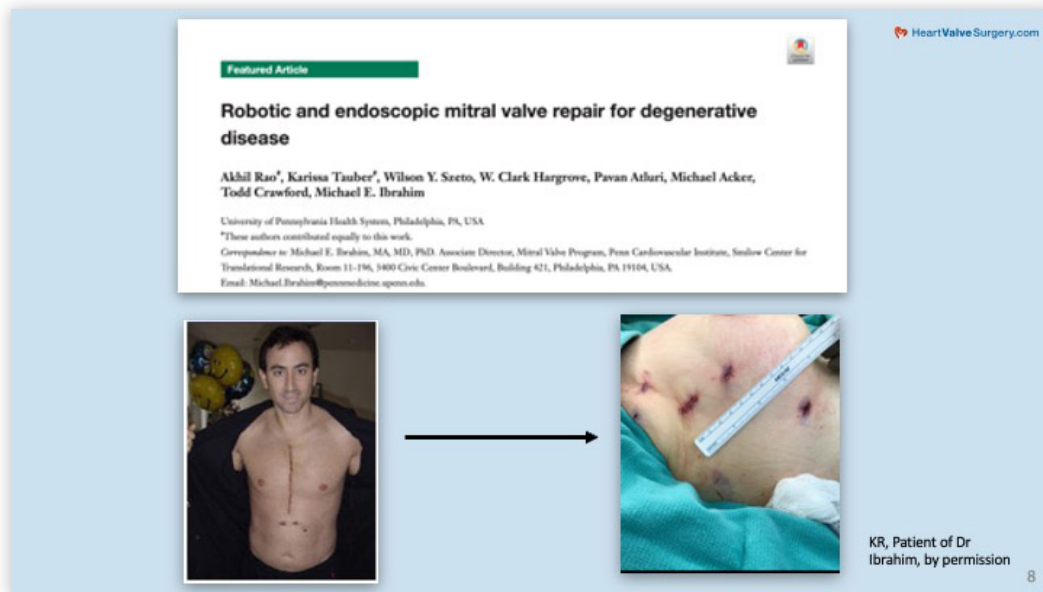 HeartValveSurgery.com
Featured Article
Robotic and endoscopic mitral valve repair for degenerative
disease
Akhil Rao#, Karissa Tauber#, Wilson Y. Szeto, W. Clark Hargrove, Pavan Atluri, Michael Acker,
Todd Crawford, Michael E. Ibrahim
University of Pennsylvania Health System, Philadelphia, PA, USA
#These authors contributed equally to this work.
Correspondence to: Michael E. Ibrahim, MA, MD, PhD. Associate Director, Mitral Valve Program, Penn Cardiovascular Institute, Smilow Center for
Translational Research, Room 11-196, 3400 Civic Center Boulevard, Building 421, Philadelphia, PA 19104, USA.
Email: Michael.Ibrahim@pennmedicine.upenn.edu.
KR, Patient of Dr
Ibrahim, by permission
8